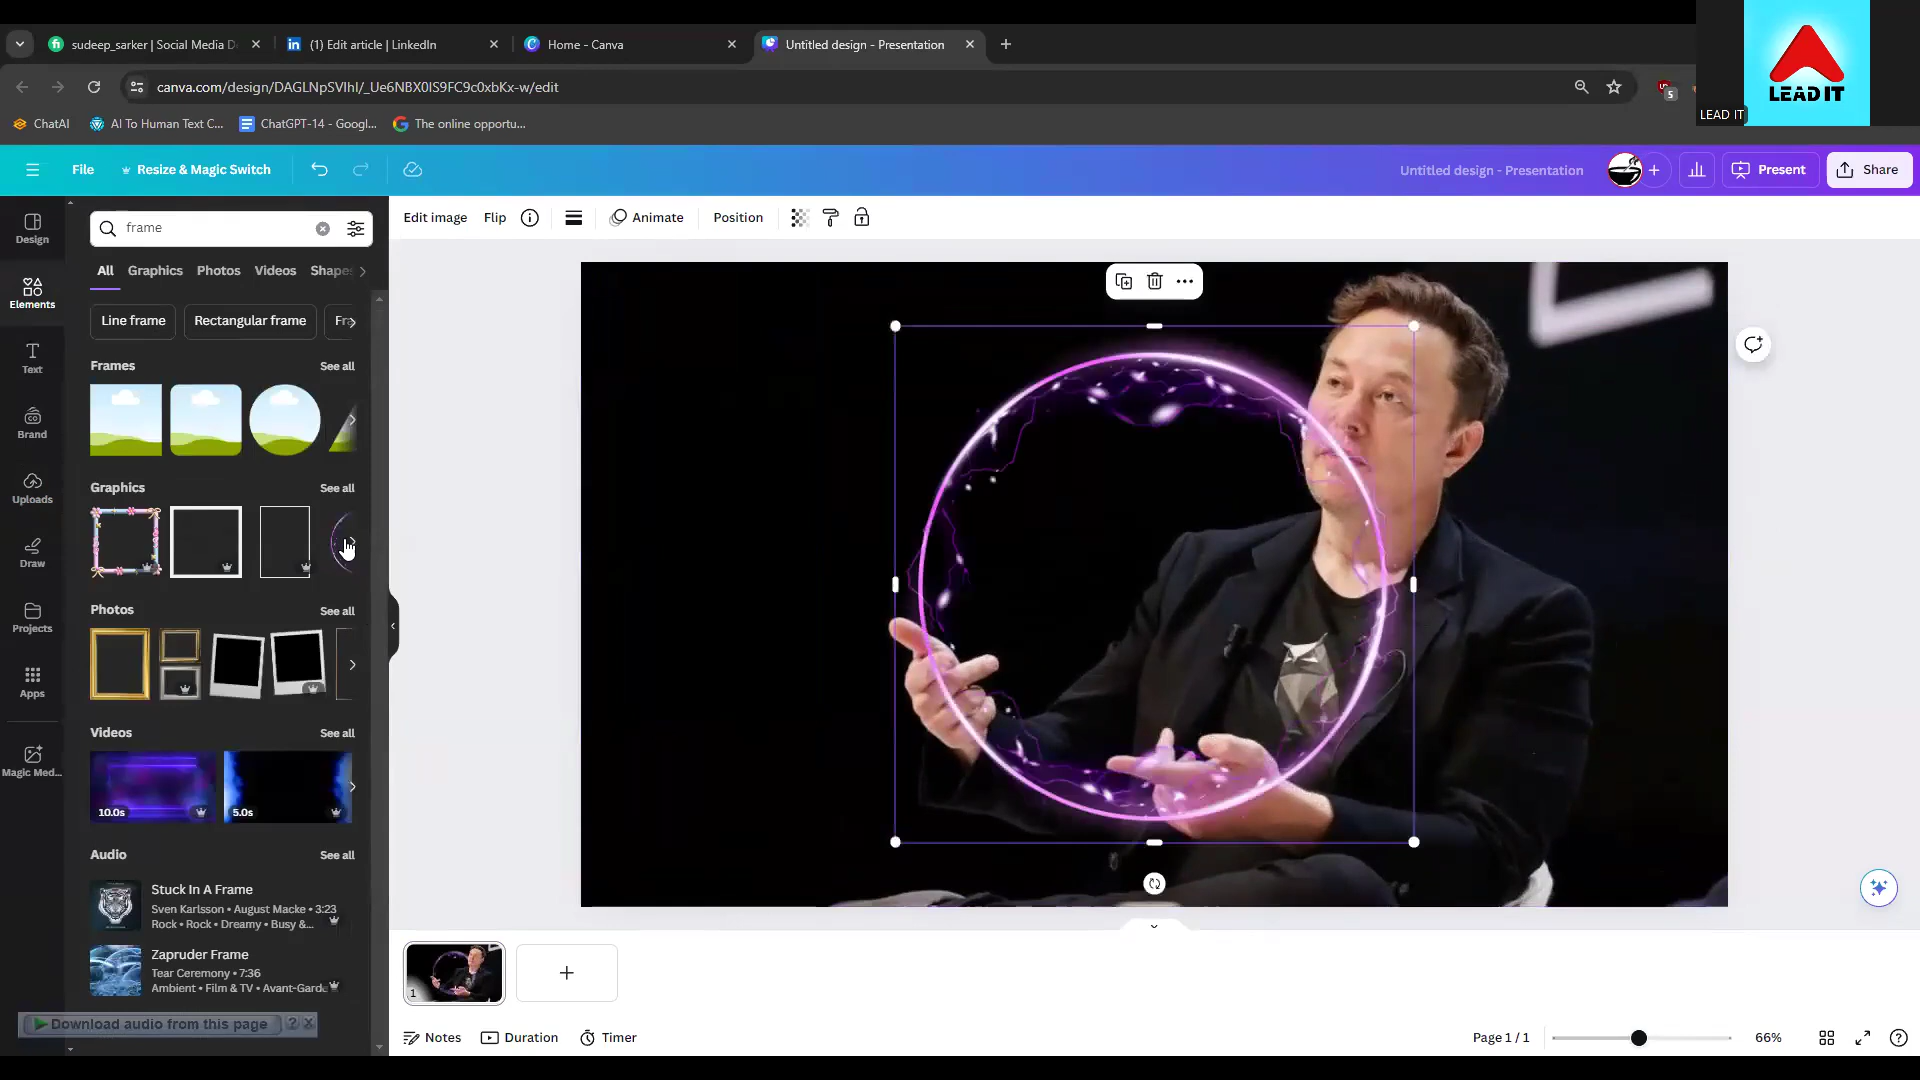 sudeep_sarker | Social Media D
(1) Edit article | LinkedIn
Home - Canva
Untitled design - Presentation
canva.com/design/DAGLNpSVIhI/_Ue6NBX0IS9FC9c0xbKx-w/edit
5
ChatAI
AI To Human Text C...
ChatGPT-14 - Googl...
The online opportu...
LEAD IT
LEAD IT
File
Resize & Magic Switch
Untitled design - Presentation
Present
Share
Design
Elements
Text
Brand
Uploads
Draw
Projects
Apps
Magic Med...
frame
All
Graphics
Photos
Videos
Shapes
Line frame
Rectangular frame
Fra
Frames
See all
Graphics
See all
Photos
See all
Videos
See all
10.0s
5.0s
Audio
See all
Stuck In A Frame
Sven Karlsson • August Macke • 3:23
Rock • Rock • Dreamy • Busy &...
Zapruder Frame
Tear Ceremony • 7:36
Ambient • Film & TV • Avant-Garde
Download audio from this page
? X
Edit image
Flip
Animate
Position
1
Notes
Duration
Timer
Page 1 / 1
66%